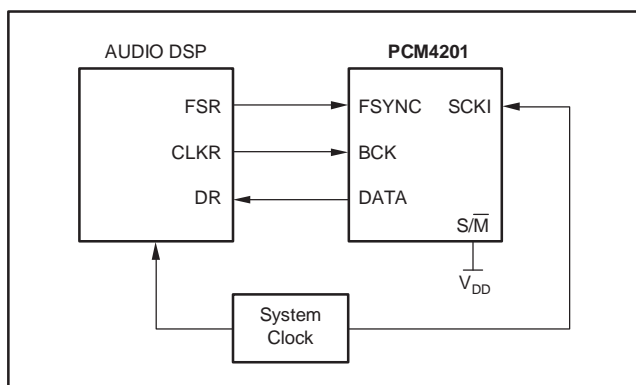 AUDIO DSP
PCM4201
FSR
FSYNC
SCKI
CLKR
BCK
DR
DATA
S/M̅
VDD
System
Clock